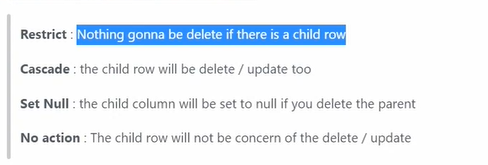 Restrict : Nothing gonna be delete if there is a child row
Cascade : the child row will be delete / update too
Set Null : the child column will be set to null if you delete the parent
No action : The child row will not be concern of the delete / update